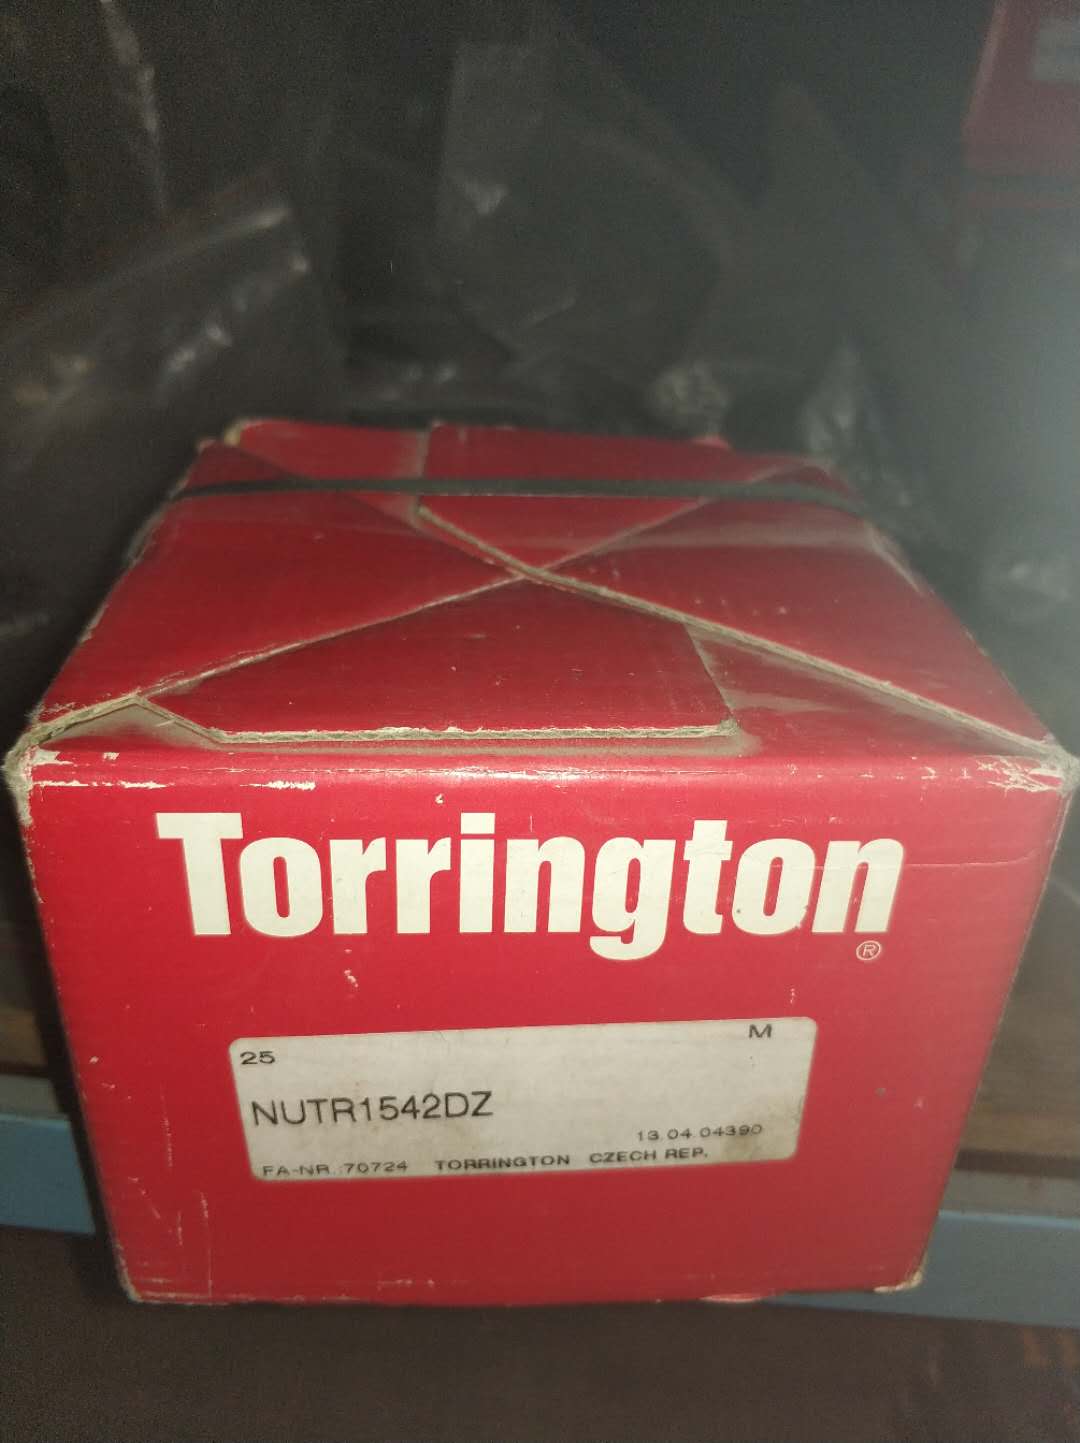 Torrington
®
25 M
NUTR1542DZ
13.04.04390
FA-NR.:70724 TORRINGTON CZECH REP.